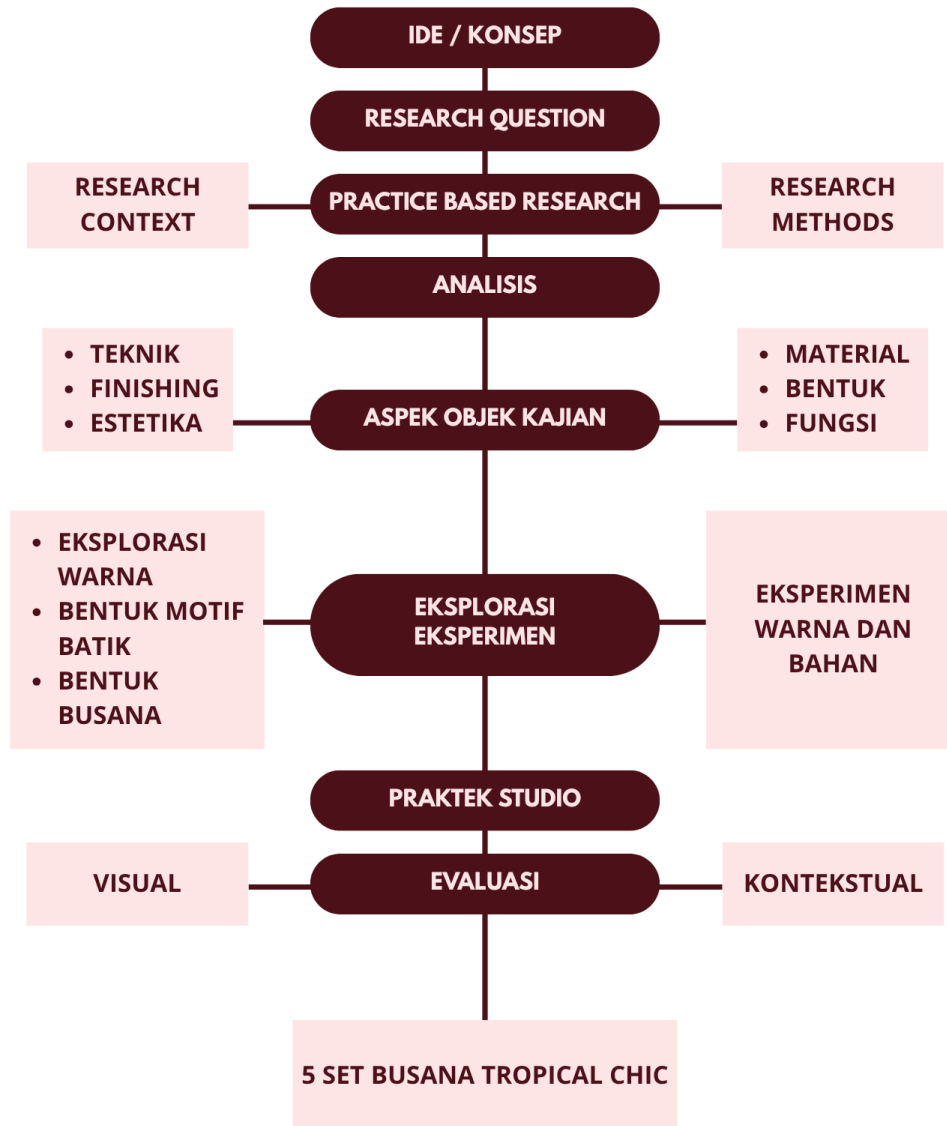 IDE / KONSEP
RESEARCH QUESTION
RESEARCH
CONTEXT
PRACTICE BASED RESEARCH
RESEARCH
METHODS
ANALISIS
• TEKNIK
• FINISHING
• ESTETIKA
ASPEK OBJEK KAJIAN
• MATERIAL
• BENTUK
• FUNGSI
• EKSPLORASI
WARNA
• BENTUK MOTIF
BATIK
• BENTUK
BUSANA
EKSPLORASI
EKSPERIMEN
EKSPERIMEN
WARNA DAN
BAHAN
PRAKTEK STUDIO
VISUAL
EVALUASI
KONTEKSTUAL
5 SET BUSANA TROPICAL CHIC